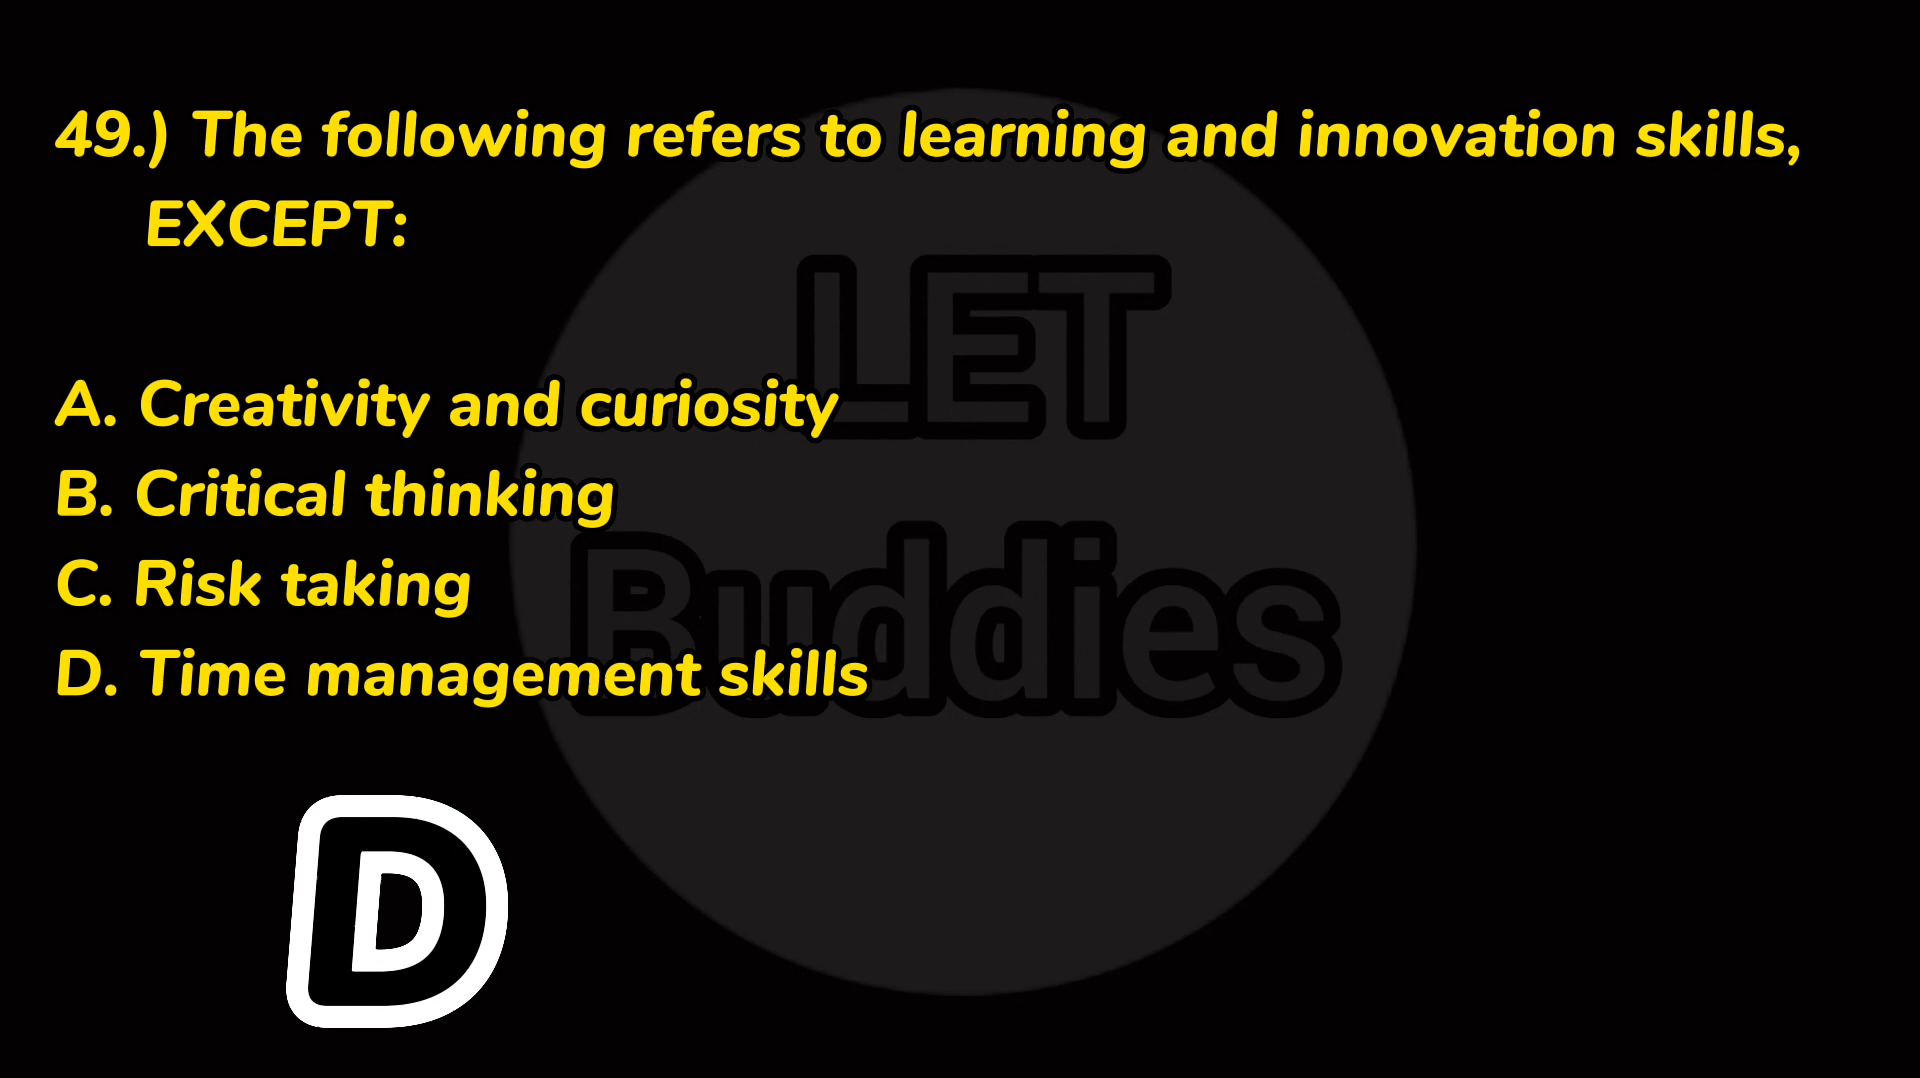 49.) The following refers to learning and innovation skills,
EXCEPT:
LET
A. Creativity and curiosity
B. Critical thinking
C. Risk taking
Buddies
D. Time management skills
D